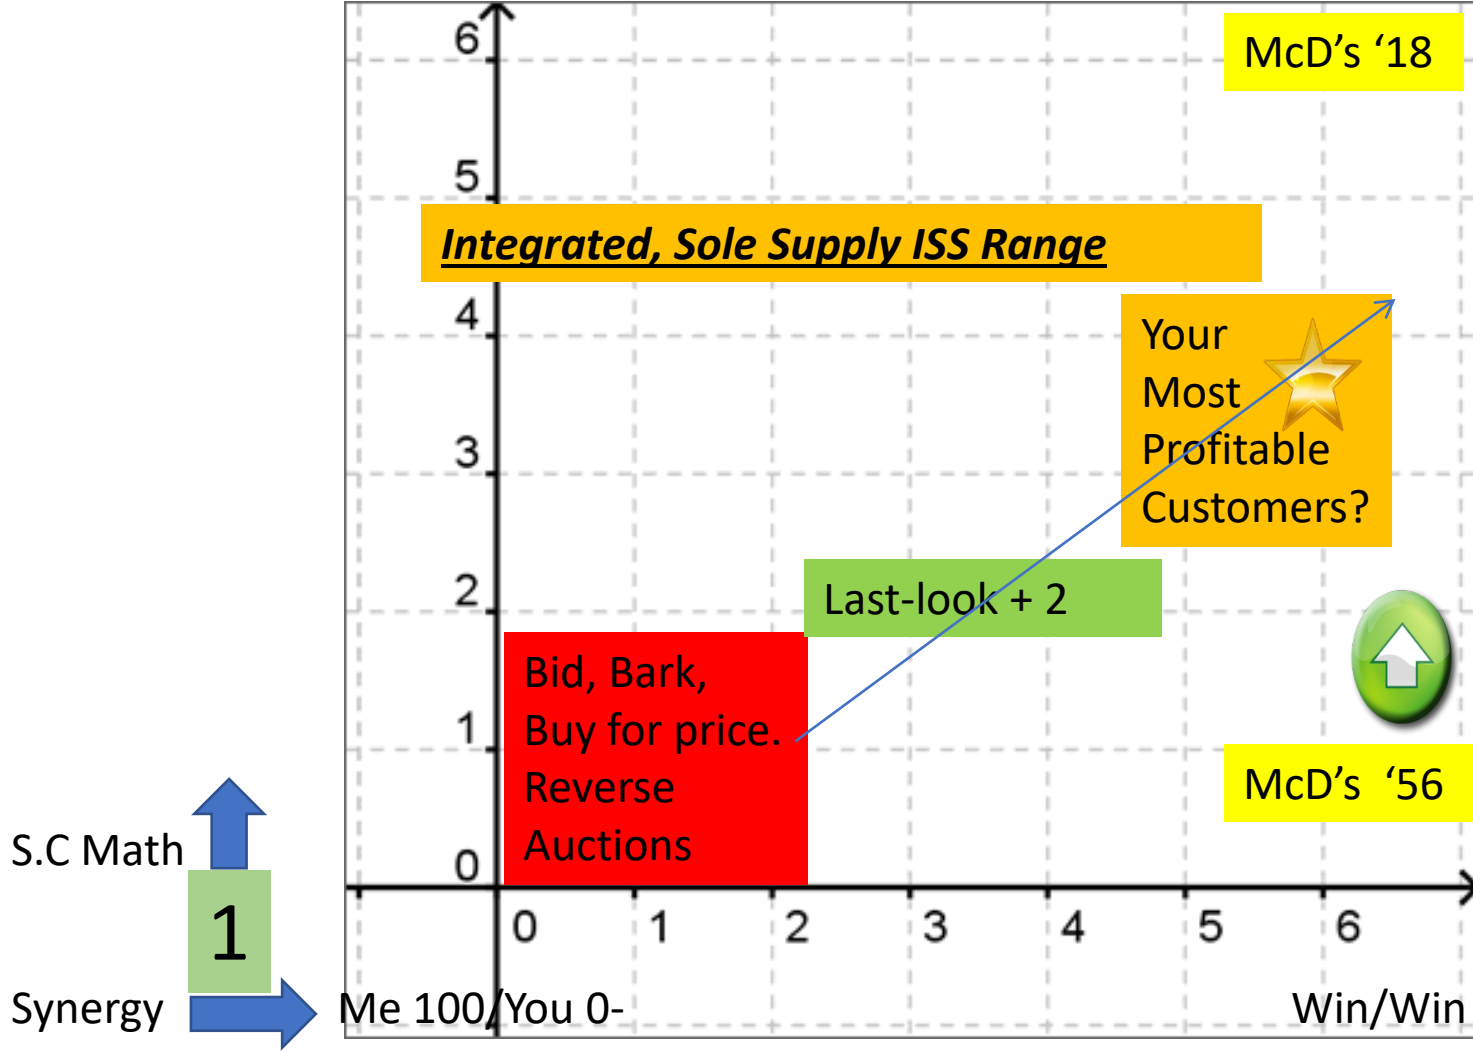 6
McD’s ‘18
5
Integrated, Sole Supply ISS Range
4
Your
Most
Profitable
Customers?
3
2
Last-look + 2
Bid, Bark,
Buy for price.
Reverse
Auctions
1
McD’s ‘56
S.C Math
0
1
0 1 2 3 4 5 6
Synergy
Me 100/You 0-
Win/Win